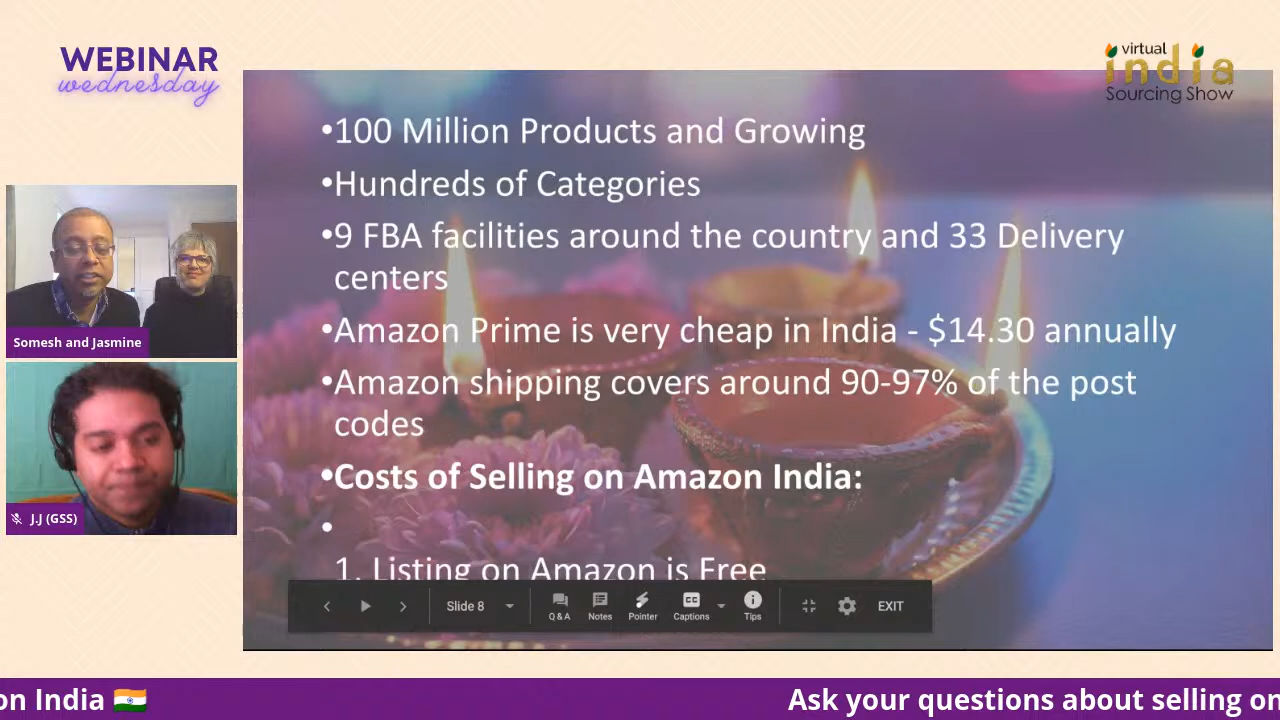 WEBINAR
wednesday
virtual
india
Sourcing Show
•100 Million Products and Growing
•Hundreds of Categories
•9 FBA facilities around the country and 33 Delivery
centers
•Amazon Prime is very cheap in India - $14.30 annually
•Amazon shipping covers around 90-97% of the post
codes
•Costs of Selling on Amazon India:
•
1. Listing on Amazon is Free
Somesh and Jasmine
J.J (GSS)
Slide 8
Q & A
Notes
Pointer
CC
Captions
Tips
EXIT
on India 🇮🇳 Ask your questions about selling on